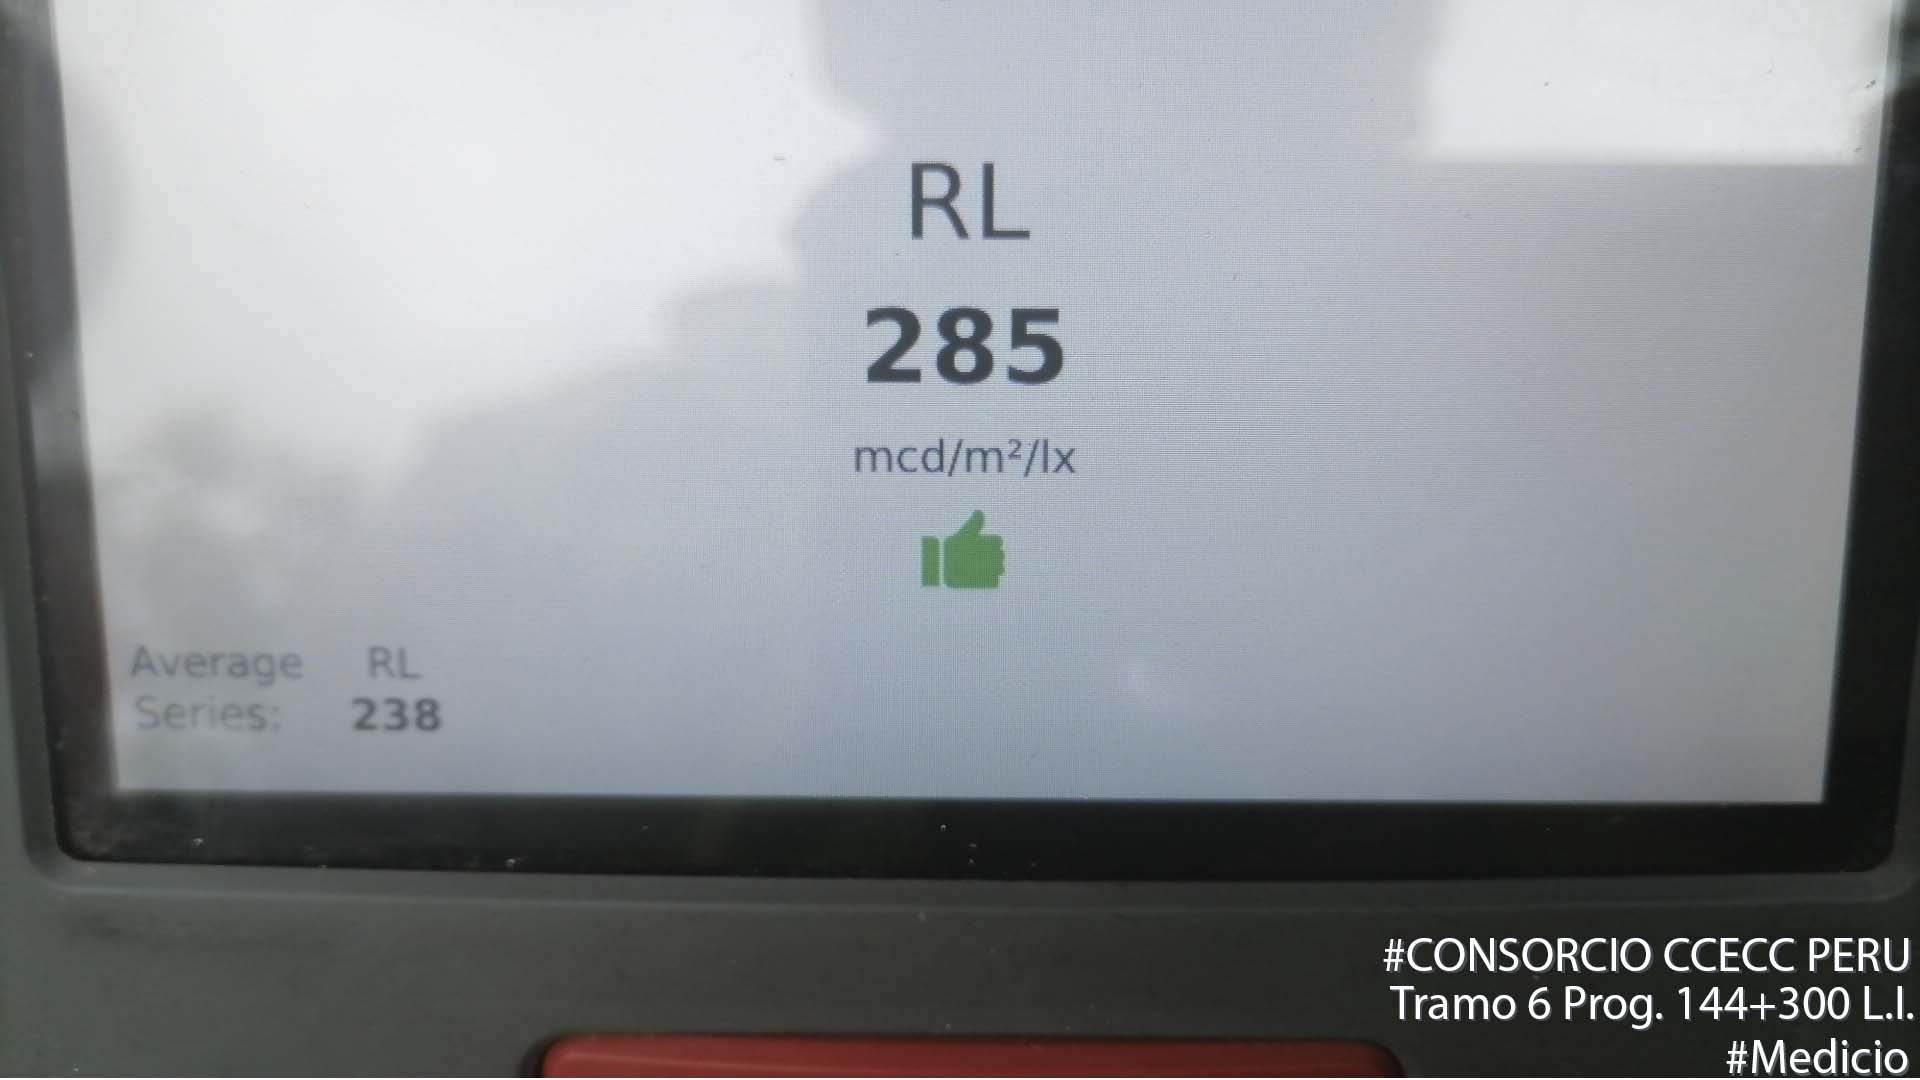 RL
285
mcd/m²/lx
Average RL
Series: 238
#CONSORCIO CCECC PERU
Tramo 6 Prog. 144+300 L.I.
#Medicio